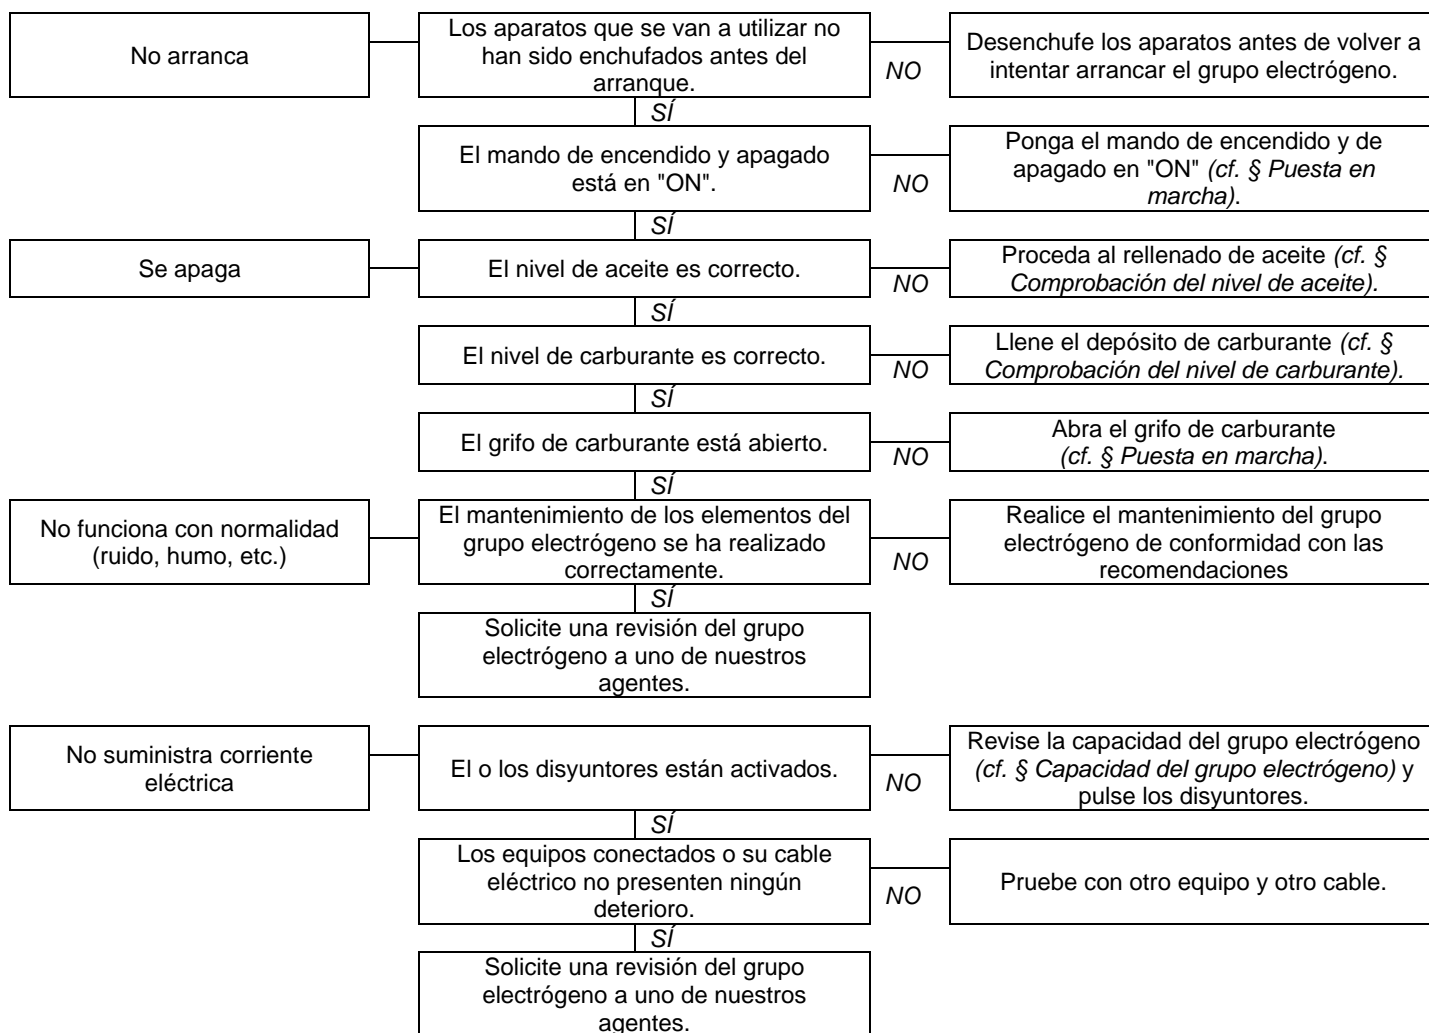 No arranca
Los aparatos que se van a utilizar no
han sido enchufados antes del
arranque.
NO
Desenchufe los aparatos antes de volver a
intentar arrancar el grupo electrógeno.
SÍ
El mando de encendido y apagado
está en "ON".
NO
Ponga el mando de encendido y de
apagado en "ON" (cf. § Puesta en
marcha).
SÍ
Se apaga
El nivel de aceite es correcto.
NO
Proceda al rellenado de aceite (cf. §
Comprobación del nivel de aceite).
SÍ
El nivel de carburante es correcto.
NO
Llene el depósito de carburante (cf. §
Comprobación del nivel de carburante).
SÍ
El grifo de carburante está abierto.
NO
Abra el grifo de carburante
(cf. § Puesta en marcha).
SÍ
No funciona con normalidad
(ruido, humo, etc.)
El mantenimiento de los elementos del
grupo electrógeno se ha realizado
correctamente.
NO
Realice el mantenimiento del grupo
electrógeno de conformidad con las
recomendaciones
SÍ
Solicite una revisión del grupo
electrógeno a uno de nuestros
agentes.
No suministra corriente
eléctrica
El o los disyuntores están activados.
NO
Revise la capacidad del grupo electrógeno
(cf. § Capacidad del grupo electrógeno) y
pulse los disyuntores.
SÍ
Los equipos conectados o su cable
eléctrico no presenten ningún
deterioro.
NO
Pruebe con otro equipo y otro cable.
SÍ
Solicite una revisión del grupo
electrógeno a uno de nuestros
agentes.